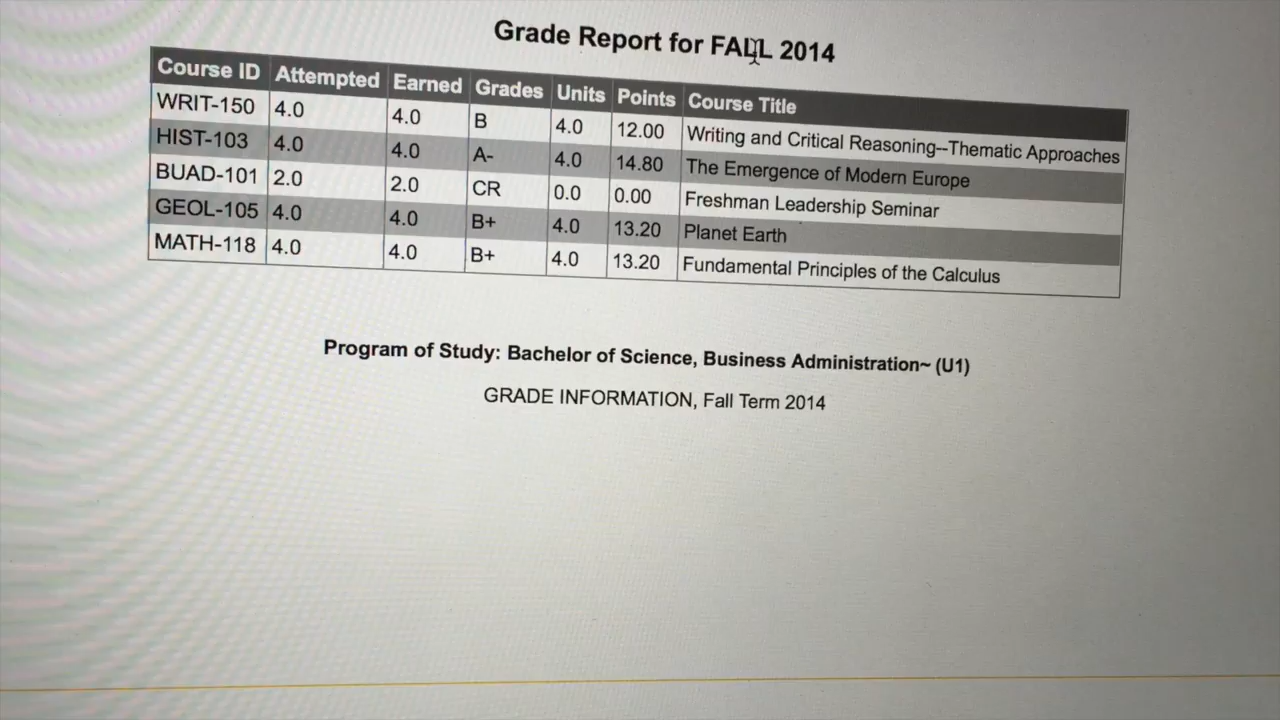 Grade Report for FALL 2014
Course ID Attempted Earned Grades Units Points Course Title
WRIT-150 4.0 4.0 B 4.0 12.00 Writing and Critical Reasoning--Thematic Approaches
HIST-103 4.0 4.0 A- 4.0 14.80 The Emergence of Modern Europe
BUAD-101 2.0 2.0 CR 0.0 0.00 Freshman Leadership Seminar
GEOL-105 4.0 4.0 B+ 4.0 13.20 Planet Earth
MATH-118 4.0 4.0 B+ 4.0 13.20 Fundamental Principles of the Calculus
Program of Study: Bachelor of Science, Business Administration~ (U1)
GRADE INFORMATION, Fall Term 2014